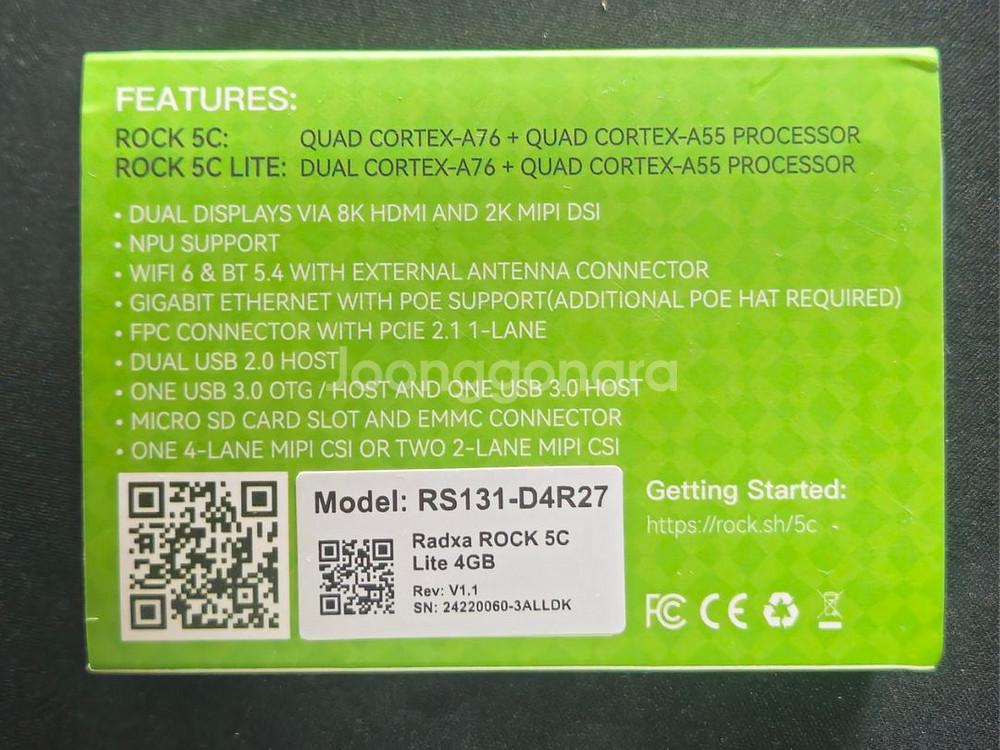 FEATURES:
ROCK 5C: QUAD CORTEX-A76 + QUAD CORTEX-A55 PROCESSOR
ROCK 5C LITE: DUAL CORTEX-A76 + QUAD CORTEX-A55 PROCESSOR
• DUAL DISPLAYS VIA 8K HDMI AND 2K MIPI DSI
• NPU SUPPORT
• WIFI 6 & BT 5.4 WITH EXTERNAL ANTENNA CONNECTOR
• GIGABIT ETHERNET WITH POE SUPPORT(ADDITIONAL POE HAT REQUIRED)
• FPC CONNECTOR WITH PCIE 2.1 1-LANE
• DUAL USB 2.0 HOST
Joonggonara
• ONE USB 3.0 OTG / HOST AND ONE USB 3.0 HOST
• MICRO SD CARD SLOT AND EMMC CONNECTOR
• ONE 4-LANE MIPI CSI OR TWO 2-LANE MIPI CSI
Model: RS131-D4R27
Radxa ROCK 5C
Lite 4GB
Rev: V1.1
SN: 24220060-3ALLDK
Getting Started:
https://rock.sh/5c
FC CE